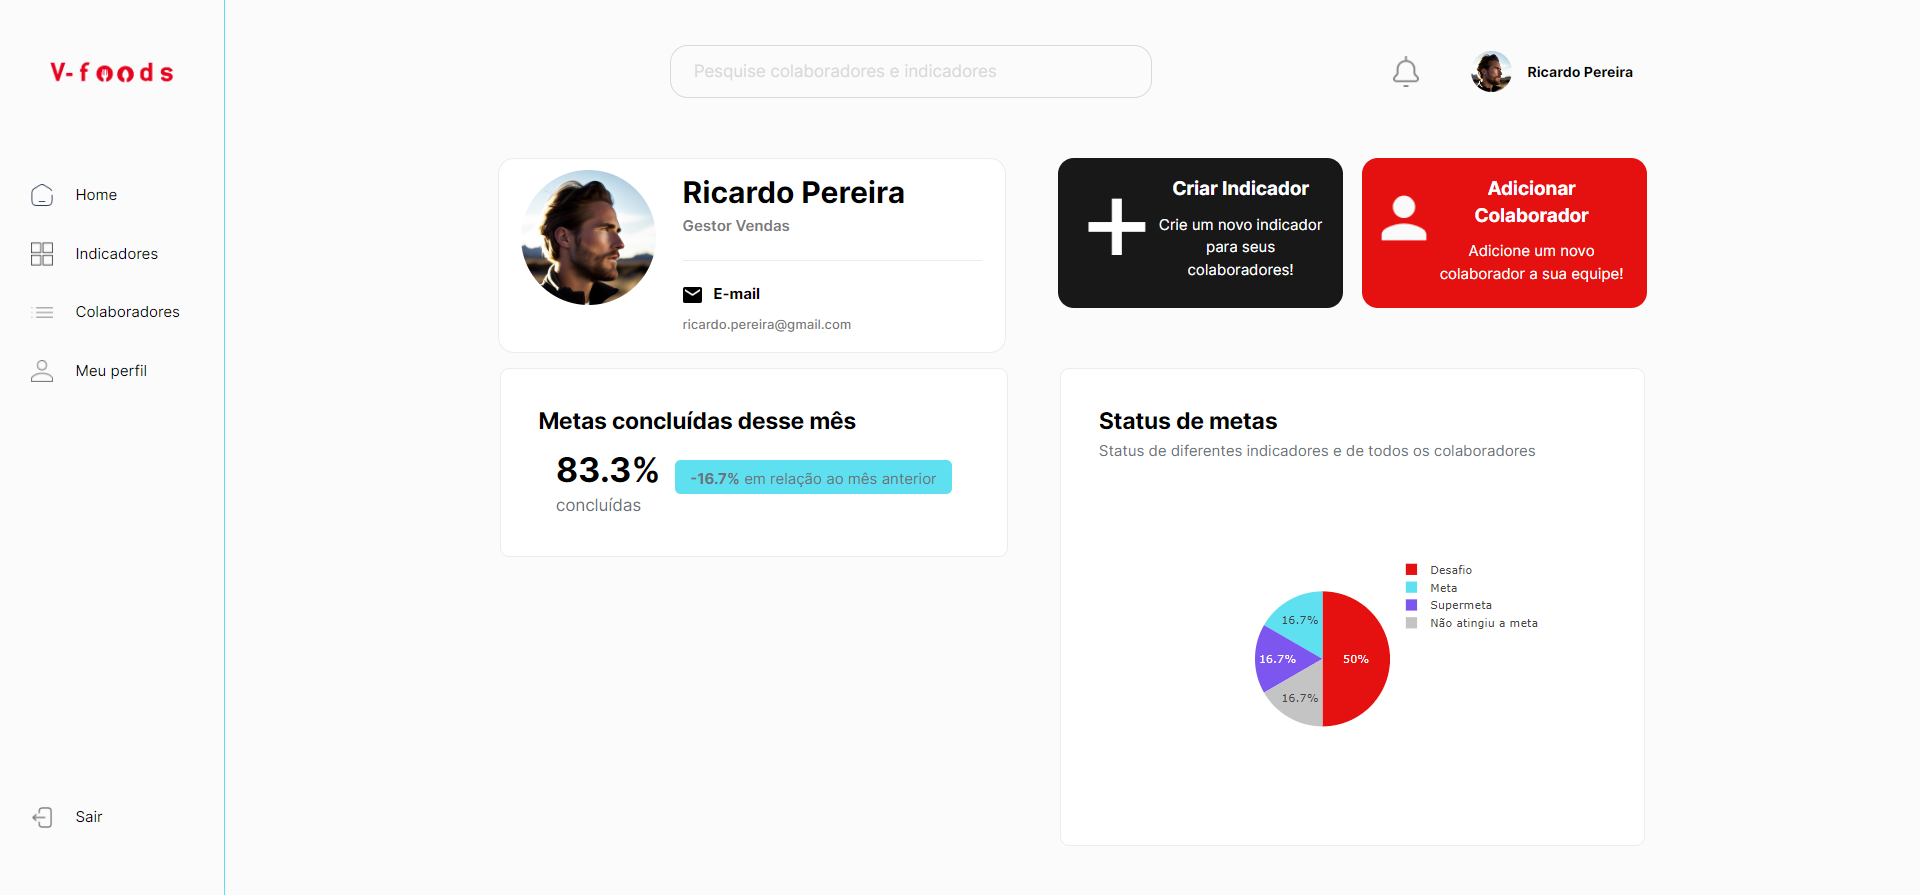 V-foods
Pesquise colaboradores e indicadores
Ricardo Pereira
Home
Indicadores
Colaboradores
Meu perfil
Sair
Ricardo Pereira
Gestor Vendas
E-mail
ricardo.pereira@gmail.com
Criar Indicador
Crie um novo indicador
para seus
colaboradores!
Adicionar
Colaborador
Adicione um novo
colaborador a sua equipe!
Metas concluídas desse mês
83.3%
concluídas
-16.7% em relação ao mês anterior
Status de metas
Status de diferentes indicadores e de todos os colaboradores
Desafio
Meta
Supermeta
Não atingiu a meta
16.7%
16.7%
50%
16.7%